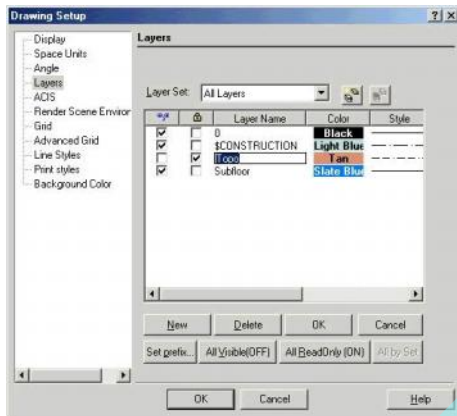 Drawing Setup
Display
Space Units
Angle
Layers
ACIS
Render Scene Environ
Grid
Advanced Grid
Line Styles
Print styles
Background Color
Layers
Layer Set: All Layers
Layer Name Color Style
0 Black
$CONSTRUCTION Light Blue
Topo Tan
Subfloor Slate Blue
New Delete OK Cancel
Set prefix... All Visible(OFF) All ReadOnly (ON) All by Set
OK Cancel Help